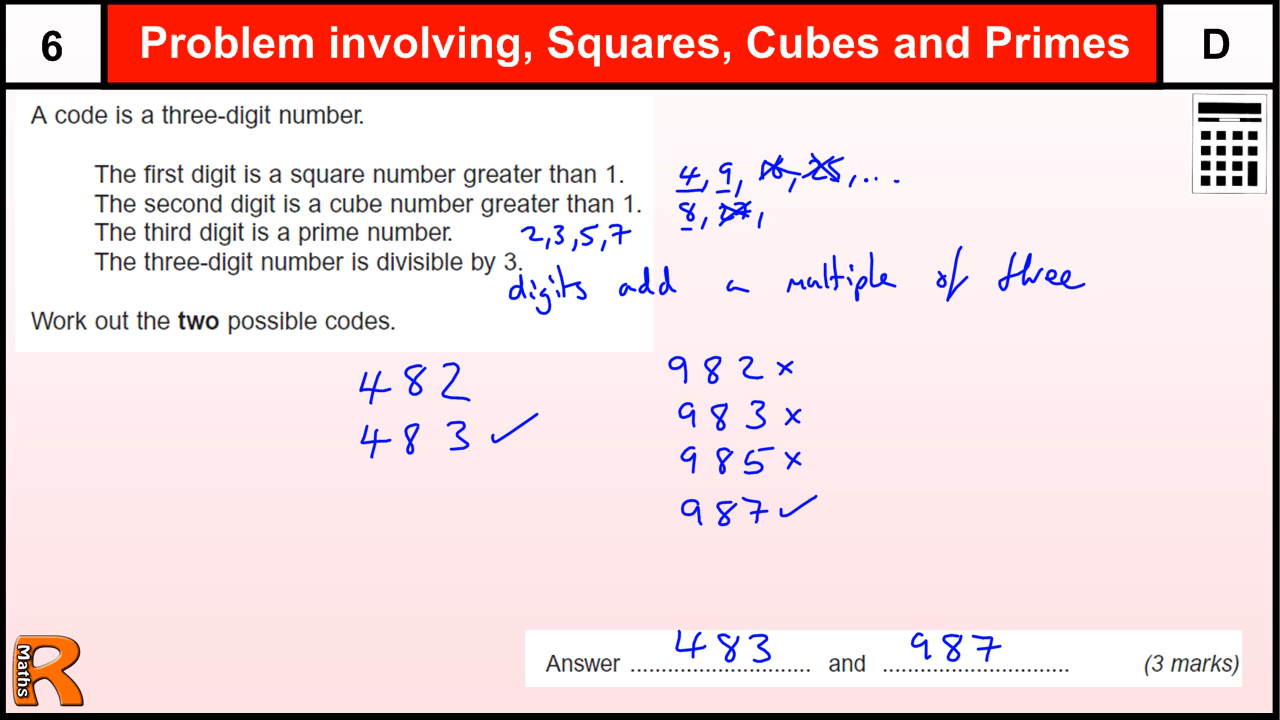 6 Problem involving, Squares, Cubes and Primes D
A code is a three-digit number.
The first digit is a square number greater than 1. 4, 9, 16, 25, ...
The second digit is a cube number greater than 1. 8, 27,
The third digit is a prime number. 2,3,5,7
The three-digit number is divisible by 3.
digits add a multiple of three
Work out the two possible codes.
482 982 x
483 ✓ 983 x
985 x
987 ✓
Answer 483 and 987 (3 marks)
Maths R